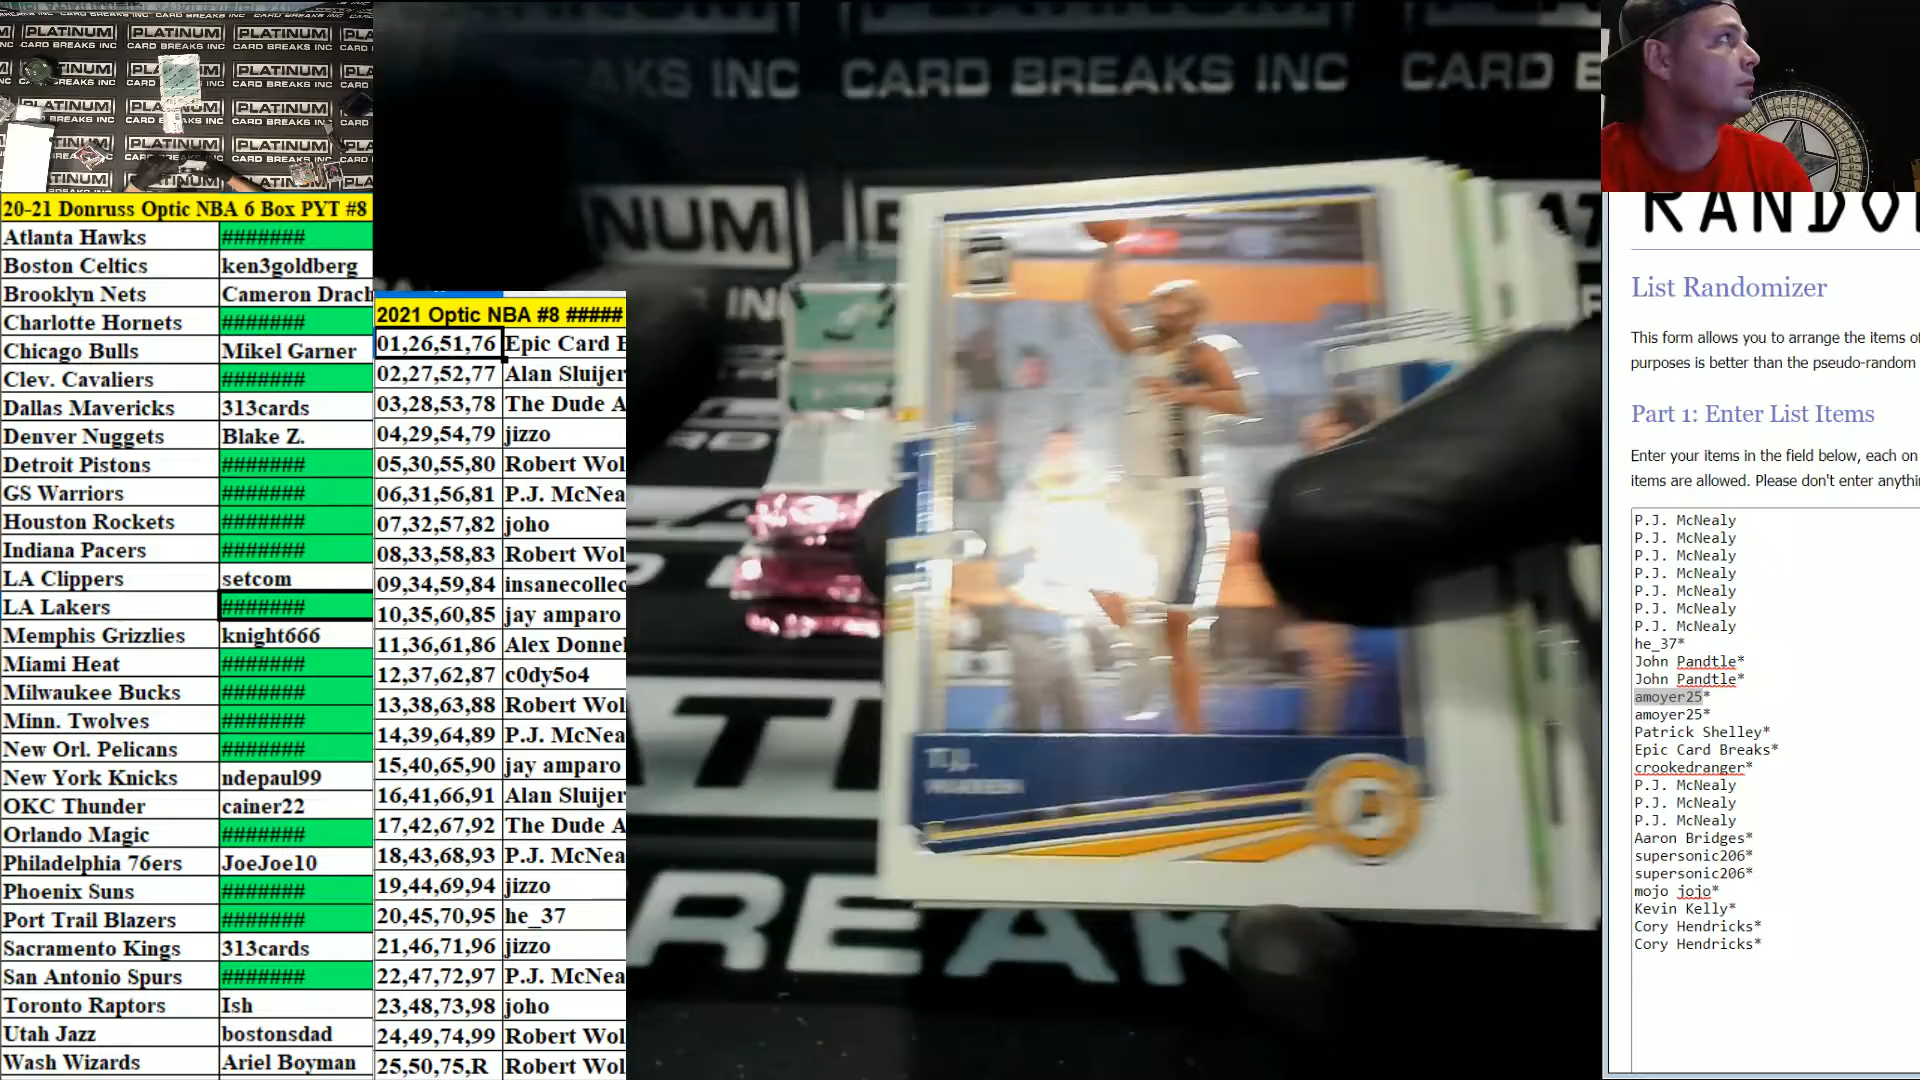 PLATINUM
CARD BREAKS INC
CARD BREAKS INC
20-21 Donruss Optic NBA 6 Box PYT #8
Atlanta Hawks #######
Boston Celtics ken3goldberg
Brooklyn Nets Cameron Drach
Charlotte Hornets #######
Chicago Bulls Mikel Garner
Clev. Cavaliers #######
Dallas Mavericks 313cards
Denver Nuggets Blake Z.
Detroit Pistons #######
GS Warriors #######
Houston Rockets #######
Indiana Pacers #######
LA Clippers setcom
LA Lakers #######
Memphis Grizzlies knight666
Miami Heat #######
Milwaukee Bucks #######
Minn. Twolves #######
New Orl. Pelicans #######
New York Knicks ndepaul99
OKC Thunder cainer22
Orlando Magic #######
Philadelphia 76ers JoeJoe10
Phoenix Suns #######
Port Trail Blazers #######
Sacramento Kings 313cards
San Antonio Spurs #######
Toronto Raptors Ish
Utah Jazz bostonsdad
Wash Wizards Ariel Boyman
2021 Optic NBA #8 #####
01,26,51,76 Epic Card
02,27,52,77 Alan Sluijer
03,28,53,78 The Dude A
04,29,54,79 jizzo
05,30,55,80 Robert Wol
06,31,56,81 P.J. McNea
07,32,57,82 joho
08,33,58,83 Robert Wol
09,34,59,84 insanecollec
10,35,60,85 jay amparo
11,36,61,86 Alex Donnel
12,37,62,87 c0dy5o4
13,38,63,88 Robert Wol
14,39,64,89 P.J. McNea
15,40,65,90 jay amparo
16,41,66,91 Alan Sluijer
17,42,67,92 The Dude A
18,43,68,93 P.J. McNea
19,44,69,94 jizzo
20,45,70,95 he_37
21,46,71,96 jizzo
22,47,72,97 P.J. McNea
23,48,73,98 joho
24,49,74,99 Robert Wol
25,50,75,R Robert Wol
T.J.
WARREN
RANDO
List Randomizer
This form allows you to arrange the items of
purposes is better than the pseudo-random
Part 1: Enter List Items
Enter your items in the field below, each on
items are allowed. Please don't enter anythi
P.J. McNealy
P.J. McNealy
P.J. McNealy
P.J. McNealy
P.J. McNealy
P.J. McNealy
P.J. McNealy
he_37*
John Pandtle*
John Pandtle*
amoyer25*
amoyer25*
Patrick Shelley*
Epic Card Breaks*
crookedranger*
P.J. McNealy
P.J. McNealy
P.J. McNealy
Aaron Bridges*
supersonic206*
supersonic206*
mojo jojo*
Kevin Kelly*
Cory Hendricks*
Cory Hendricks*